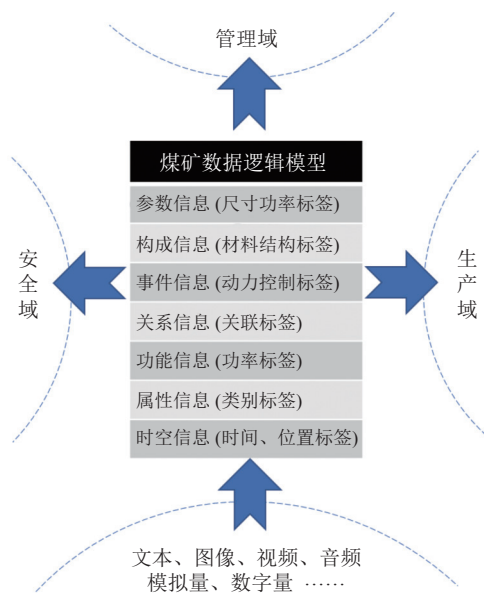 管理域
煤矿数据逻辑模型
参数信息 (尺寸功率标签)
构成信息 (材料结构标签)
安全域
事件信息 (动力控制标签)
生产域
关系信息 (关联标签)
功能信息 (功率标签)
属性信息 (类别标签)
时空信息 (时间、位置标签)
文本、图像、视频、音频
模拟量、数字量 ……